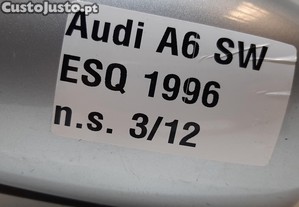 CustoJusto.pt
Audi A6 SW
ESQ 1996
n.s. 3/12